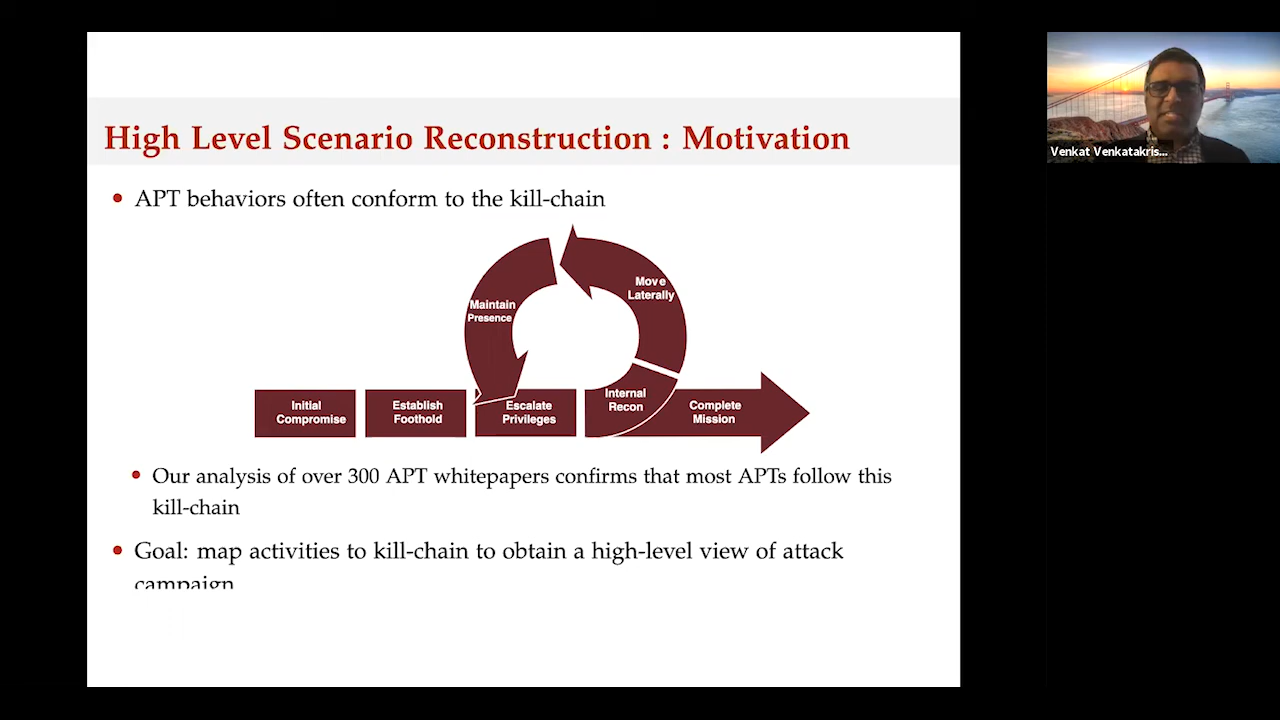 High Level Scenario Reconstruction : Motivation
Venkat Venkatakris...
• APT behaviors often conform to the kill-chain
Move
Laterally
Maintain
Presence
Initial
Compromise
Establish
Foothold
Escalate
Privileges
Internal
Recon
Complete
Mission
• Our analysis of over 300 APT whitepapers confirms that most APTs follow this
kill-chain
• Goal: map activities to kill-chain to obtain a high-level view of attack
campaign